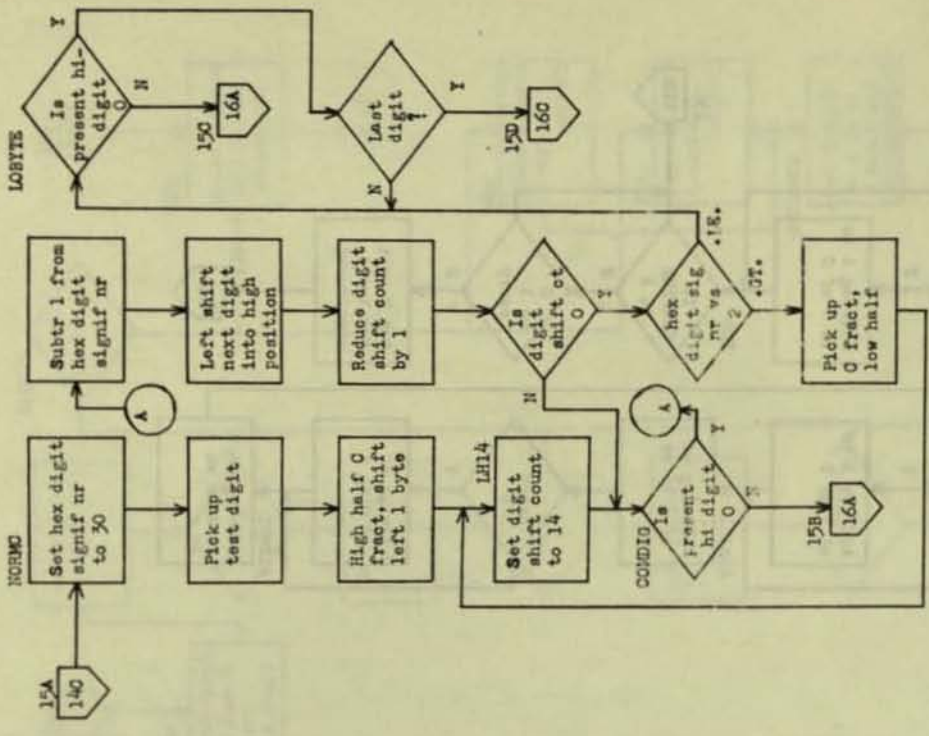 15A
14C
NORMC
Set hex digit
signif nr
to 30
Pick up
test digit
High half C
fract, shift
left 1 byte
LH14
Set digit
shift count
to 14
COMDIG
Is
present
hi digit
0
Y
N
15B
16A
A
A
Subtr 1 from
hex digit
signif nr
Left shift
next digit
into high
position
Reduce digit
shift count
by 1
Is
digit
shift ct
0
N
Y
hex
digit sig
nr vs
2
.LE.
.GT.
Pick up
C fract,
low half
LOBYTE
Is
present hi-
digit
0
Y
N
15C
16A
Last
digit
?
N
Y
15D
16C